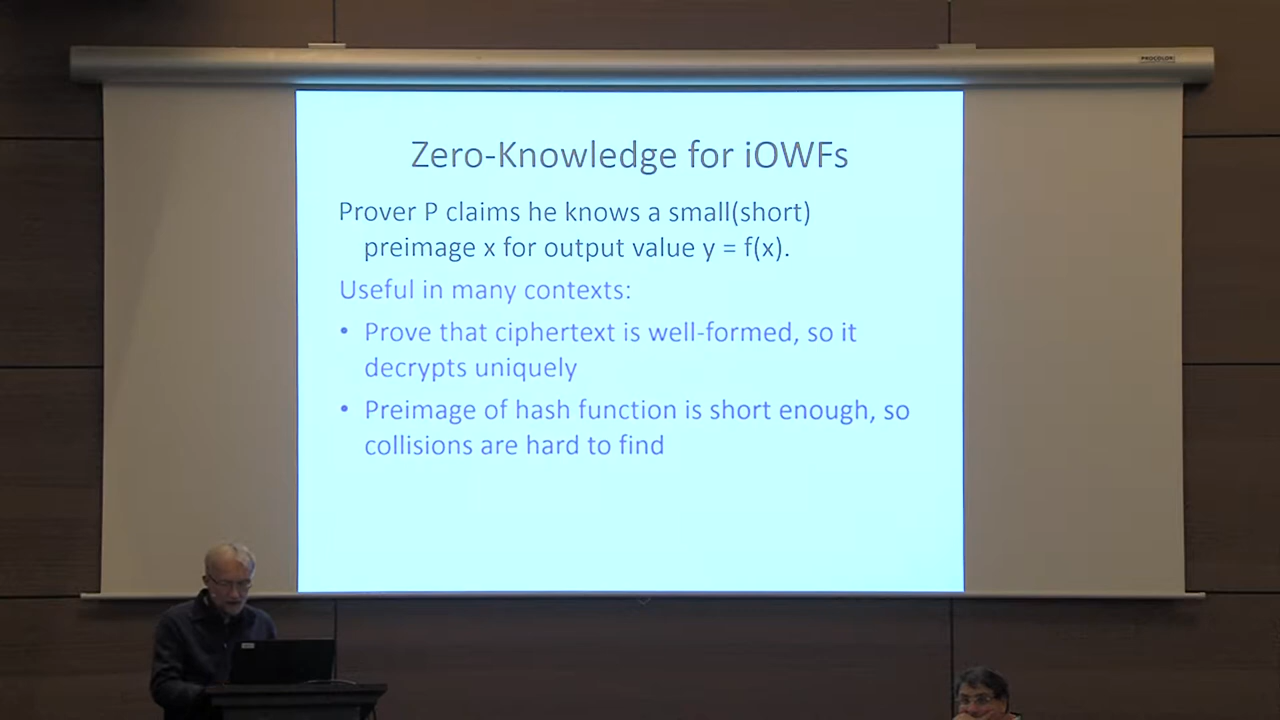 PROCOLOR
Zero-Knowledge for iOWFs
Prover P claims he knows a small(short)
preimage x for output value y = f(x).
Useful in many contexts:
• Prove that ciphertext is well-formed, so it
decrypts uniquely
• Preimage of hash function is short enough, so
collisions are hard to find